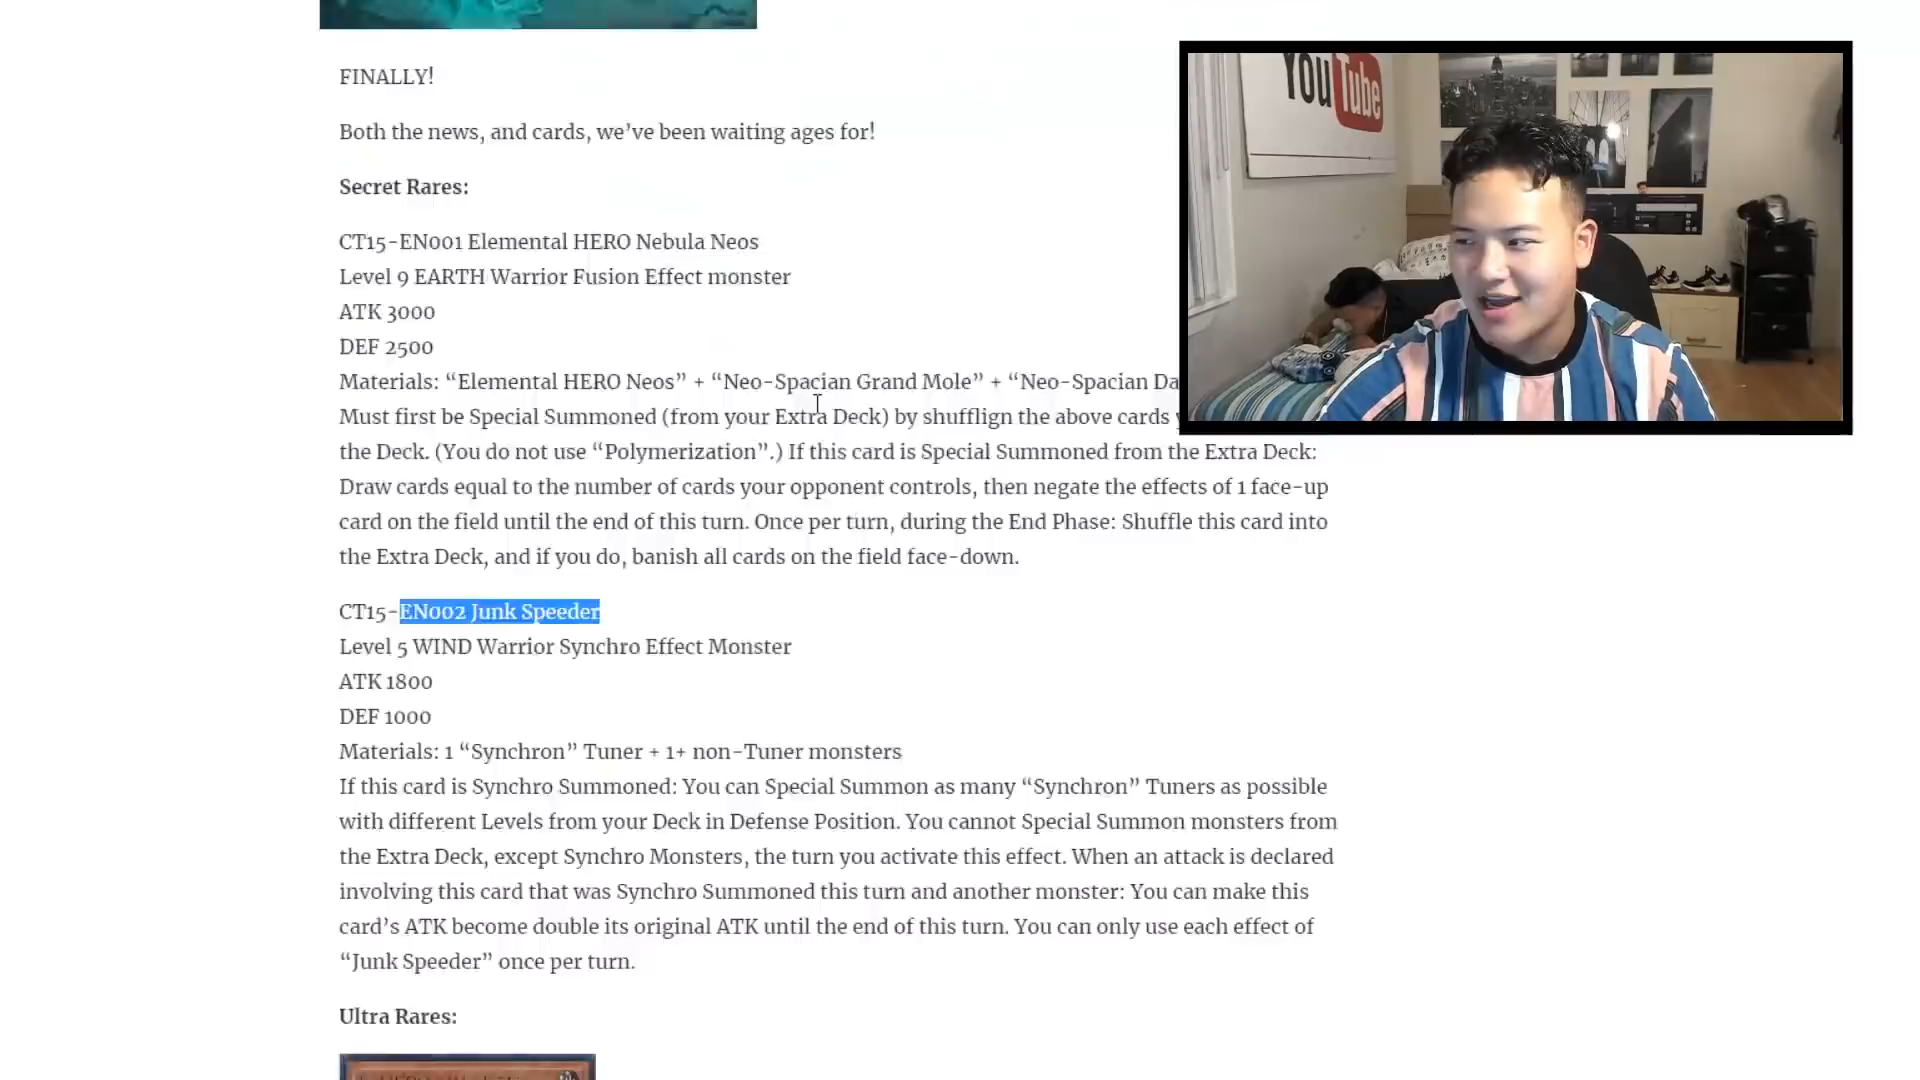 FINALLY!
Both the news, and cards, we’ve been waiting ages for!
Secret Rares:
CT15-EN001 Elemental HERO Nebula Neos
Level 9 EARTH Warrior Fusion Effect monster
ATK 3000
DEF 2500
Materials: “Elemental HERO Neos” + “Neo-Spacian Grand Mole” + “Neo-Spacian Da
Must first be Special Summoned (from your Extra Deck) by shufflign the above cards
the Deck. (You do not use “Polymerization”.) If this card is Special Summoned from the Extra Deck:
Draw cards equal to the number of cards your opponent controls, then negate the effects of 1 face-up
card on the field until the end of this turn. Once per turn, during the End Phase: Shuffle this card into
the Extra Deck, and if you do, banish all cards on the field face-down.
CT15-EN002 Junk Speeder
Level 5 WIND Warrior Synchro Effect Monster
ATK 1800
DEF 1000
Materials: 1 “Synchron” Tuner + 1+ non-Tuner monsters
If this card is Synchro Summoned: You can Special Summon as many “Synchron” Tuners as possible
with different Levels from your Deck in Defense Position. You cannot Special Summon monsters from
the Extra Deck, except Synchro Monsters, the turn you activate this effect. When an attack is declared
involving this card that was Synchro Summoned this turn and another monster: You can make this
card’s ATK become double its original ATK until the end of this turn. You can only use each effect of
“Junk Speeder” once per turn.
Ultra Rares:
YouTube